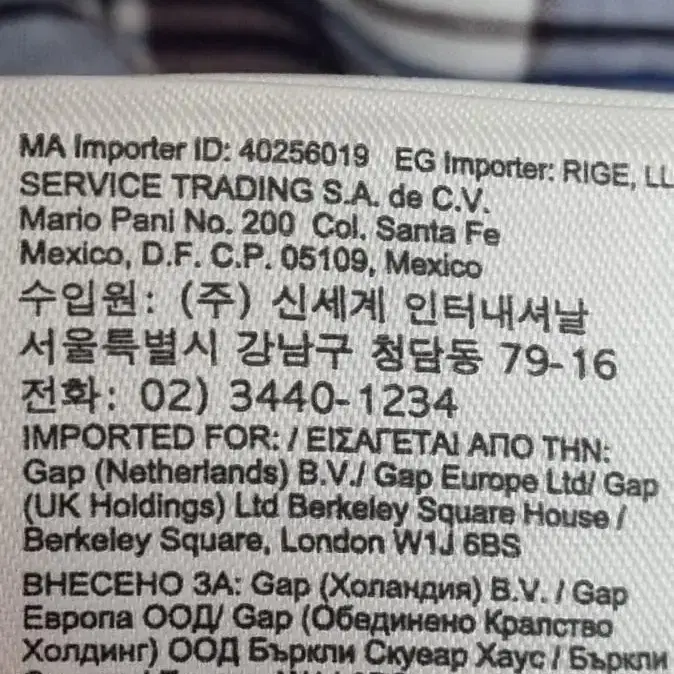 MA Importer ID: 40256019 EG Importer: RIGE, LL
SERVICE TRADING S.A. de C.V.
Mario Pani No. 200 Col. Santa Fe
Mexico, D.F. C.P. 05109, Mexico
수입원: (주) 신세계 인터내셔날
서울특별시 강남구 청담동 79-16
전화: 02) 3440-1234
IMPORTED FOR: / ΕΙΣΑΓΕΤΑΙ ΑΠΟ ΤΗΝ:
Gap (Netherlands) B.V./ Gap Europe Ltd/ Gap
(UK Holdings) Ltd Berkeley Square House /
Berkeley Square, London W1J 6BS
ВНЕСЕНО ЗА: Gap (Холандия) B.V. / Gap
Европа ООД/ Gap (Обединено Кралство
Холдинг) ООД Бъркли Скуеар Хаус / Бъркли